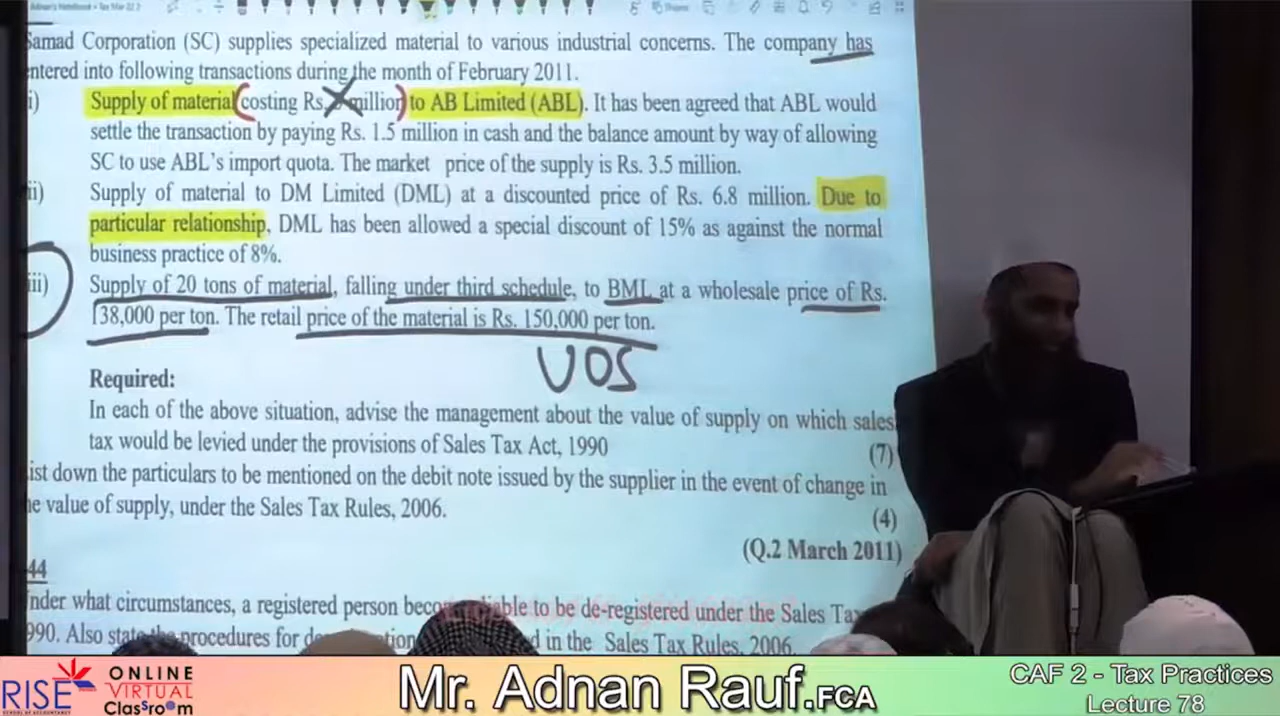 Adnan's Notebook » Tax Mar 22 2
Samad Corporation (SC) supplies specialized material to various industrial concerns. The company has
entered into following transactions during the month of February 2011.
i) Supply of material (costing Rs. million) to AB Limited (ABL). It has been agreed that ABL would
settle the transaction by paying Rs. 1.5 million in cash and the balance amount by way of allowing
SC to use ABL's import quota. The market price of the supply is Rs. 3.5 million.
ii) Supply of material to DM Limited (DML) at a discounted price of Rs. 6.8 million. Due to
particular relationship, DML has been allowed a special discount of 15% as against the normal
business practice of 8%.
iii) Supply of 20 tons of material, falling under third schedule, to BML at a wholesale price of Rs.
138,000 per ton. The retail price of the material is Rs. 150,000 per ton.
VOS
Required:
In each of the above situation, advise the management about the value of supply on which sales
tax would be levied under the provisions of Sales Tax Act, 1990
(7)
ist down the particulars to be mentioned on the debit note issued by the supplier in the event of change in
he value of supply, under the Sales Tax Rules, 2006.
(4)
(Q.2 March 2011)
44
nder what circumstances, a registered person liable to be de-registered under the Sales Tax
990. Also state the procedures for in the Sales Tax Rules, 2006.
RISE
ONLINE
VIRTUAL
ClassroOm
Mr. Adnan Rauf.FCA
CAF 2 - Tax Practices
Lecture 78